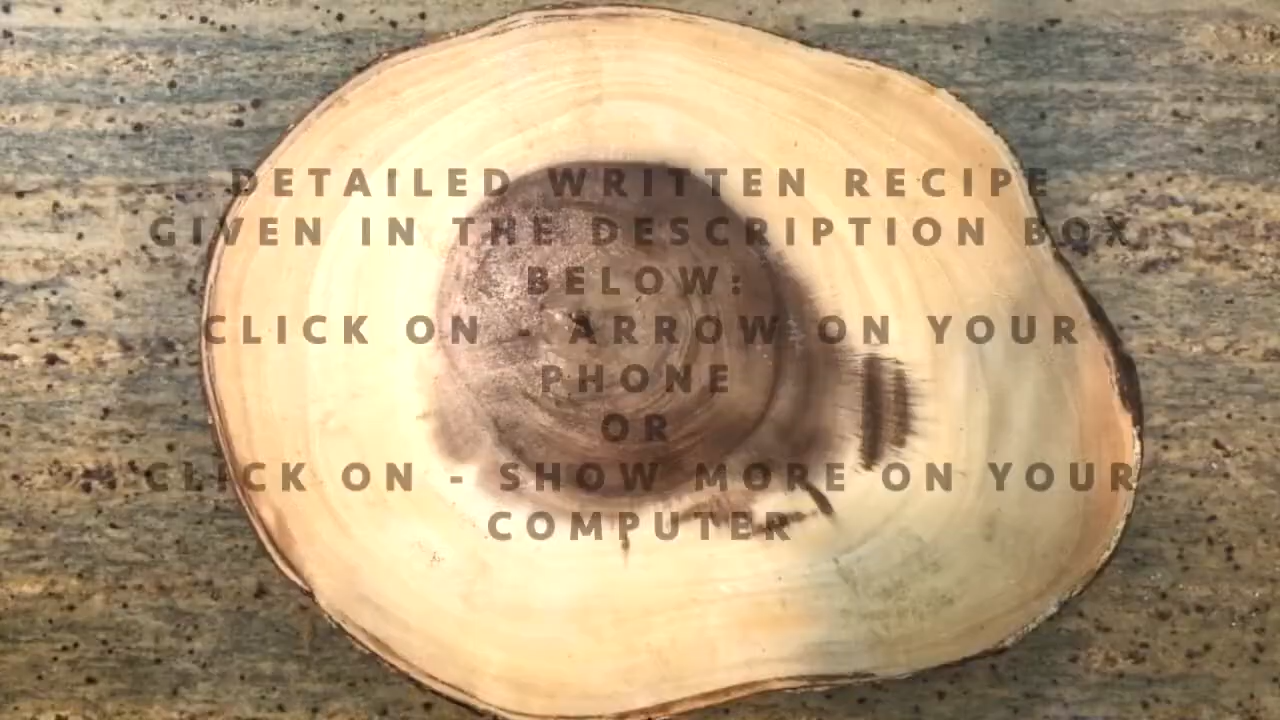 DETAILED WRITTEN RECIPE
GIVEN IN THE DESCRIPTION BOX
BELOW:
CLICK ON - ARROW ON YOUR
PHONE
OR
CLICK ON - SHOW MORE ON YOUR
COMPUTER